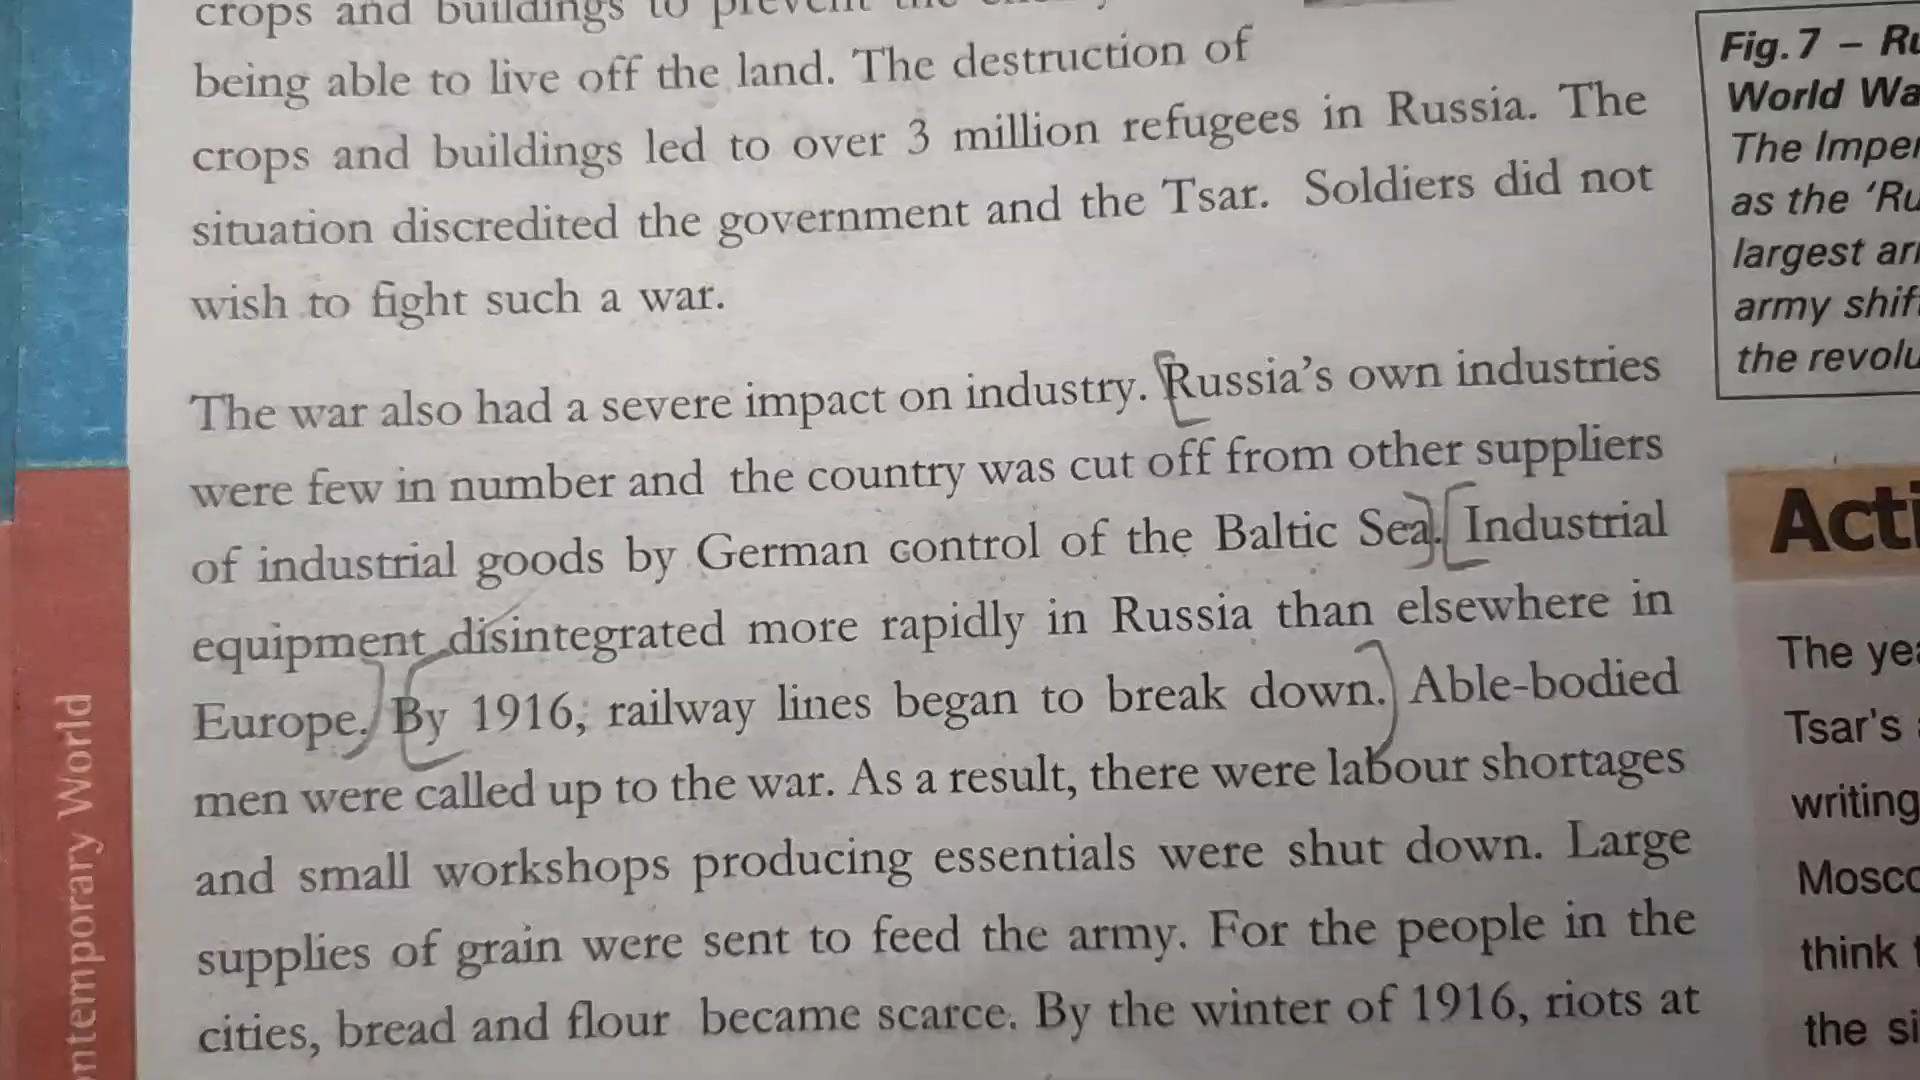 crops and buildings to prevent the
being able to live off the land. The destruction of
crops and buildings led to over 3 million refugees in Russia. The
situation discredited the government and the Tsar. Soldiers did not
wish to fight such a war.
The war also had a severe impact on industry. Russia's own industries
were few in number and the country was cut off from other suppliers
of industrial goods by German control of the Baltic Sea. Industrial
equipment disintegrated more rapidly in Russia than elsewhere in
Europe. By 1916, railway lines began to break down. Able-bodied
men were called up to the war. As a result, there were labour shortages
and small workshops producing essentials were shut down. Large
supplies of grain were sent to feed the army. For the people in the
cities, bread and flour became scarce. By the winter of 1916, riots at
Fig.7 – Ru
World Wa
The Imper
as the 'Ru
largest arm
army shift
the revolu
Acti
The yea
Tsar's
writing
Mosco
think t
the si
ntemporary World